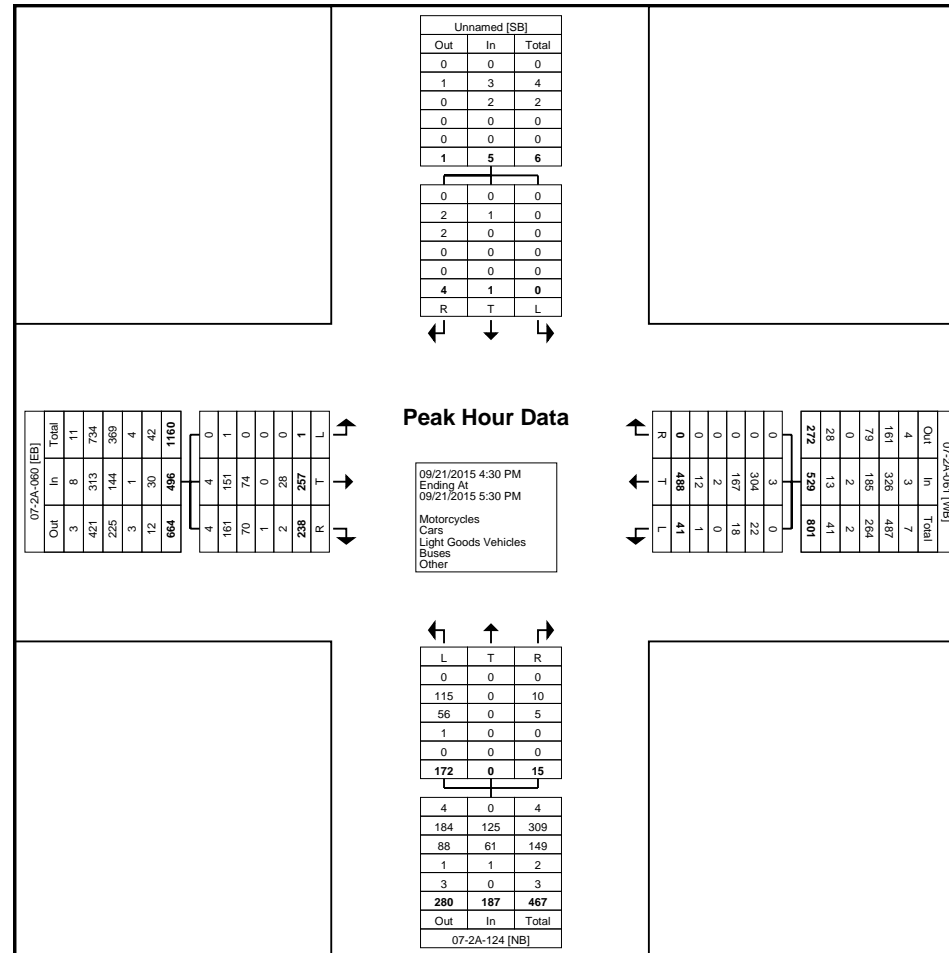 Unnamed [SB]
Out In Total
0 0 0
1 3 4
0 2 2
0 0 0
0 0 0
1 5 6
0 0 0
2 1 0
2 0 0
0 0 0
0 0 0
4 1 0
R T L
07-2A-060 [EB]
Out In Total
3 8 11
421 313 734
225 144 369
3 1 4
12 30 42
664 496 1160
4 4 0
161 151 1
70 74 0
1 0 0
2 28 0
238 257 1
R T L
Peak Hour Data
09/21/2015 4:30 PM
Ending At
09/21/2015 5:30 PM
Motorcycles
Cars
Light Goods Vehicles
Buses
Other
07-2A-061 [WB]
Out In Total
4 3 7
161 326 487
79 185 264
0 2 2
28 13 41
272 529 801
0 3 0
0 304 22
0 167 18
0 2 0
0 12 1
0 488 41
R T L
L T R
0 0 0
115 0 10
56 0 5
1 0 0
0 0 0
172 0 15
4 0 4
184 125 309
88 61 149
1 1 2
3 0 3
280 187 467
Out In Total
07-2A-124 [NB]